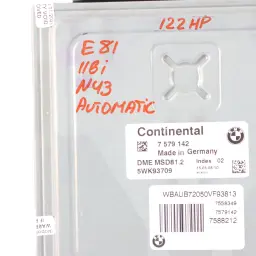 122 HP
E81
118i
N43
AUTOMATIC
Continental
7 579 142
Made in Germany
DME MSD81.2
Index 02
5WK93709
WBAUB72050VF93813
7579142
7588212